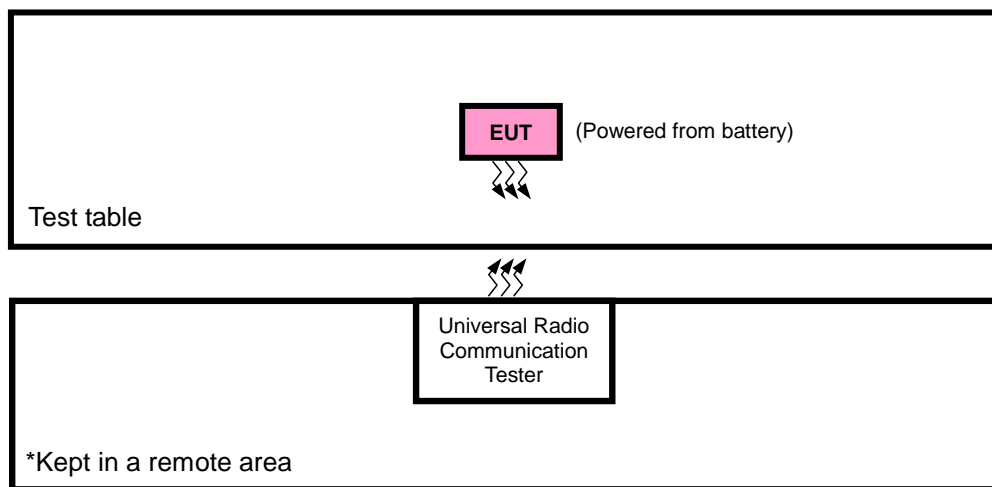 EUT
(Powered from battery)
Test table
Universal Radio
Communication
Tester
*Kept in a remote area